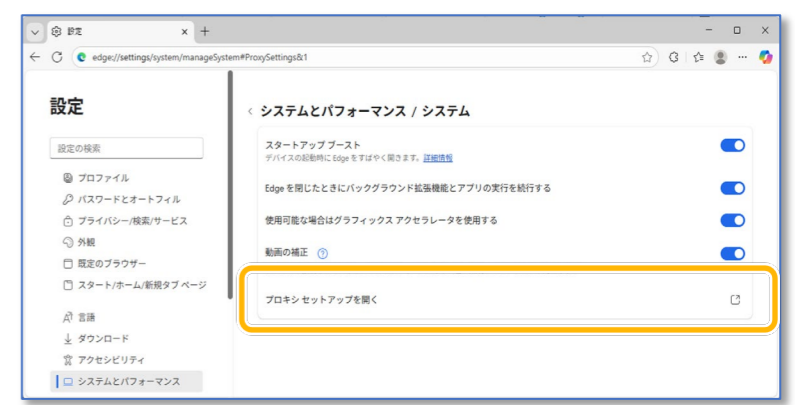 設定
edge://settings/system/manageSystem#ProxySettings&1
設定
設定の検索
プロファイル
パスワードとオートフィル
プライバシー/検索/サービス
外観
既定のブラウザー
スタート/ホーム/新規タブ ページ
言語
ダウンロード
アクセシビリティ
システムとパフォーマンス
システムとパフォーマンス / システム
スタートアップ ブースト
デバイスの起動時に Edge をすばやく開きます。詳細情報
Edge を閉じたときにバックグラウンド拡張機能とアプリの実行を続行する
使用可能な場合はグラフィックス アクセラレータを使用する
動画の補正
プロキシ セットアップを開く